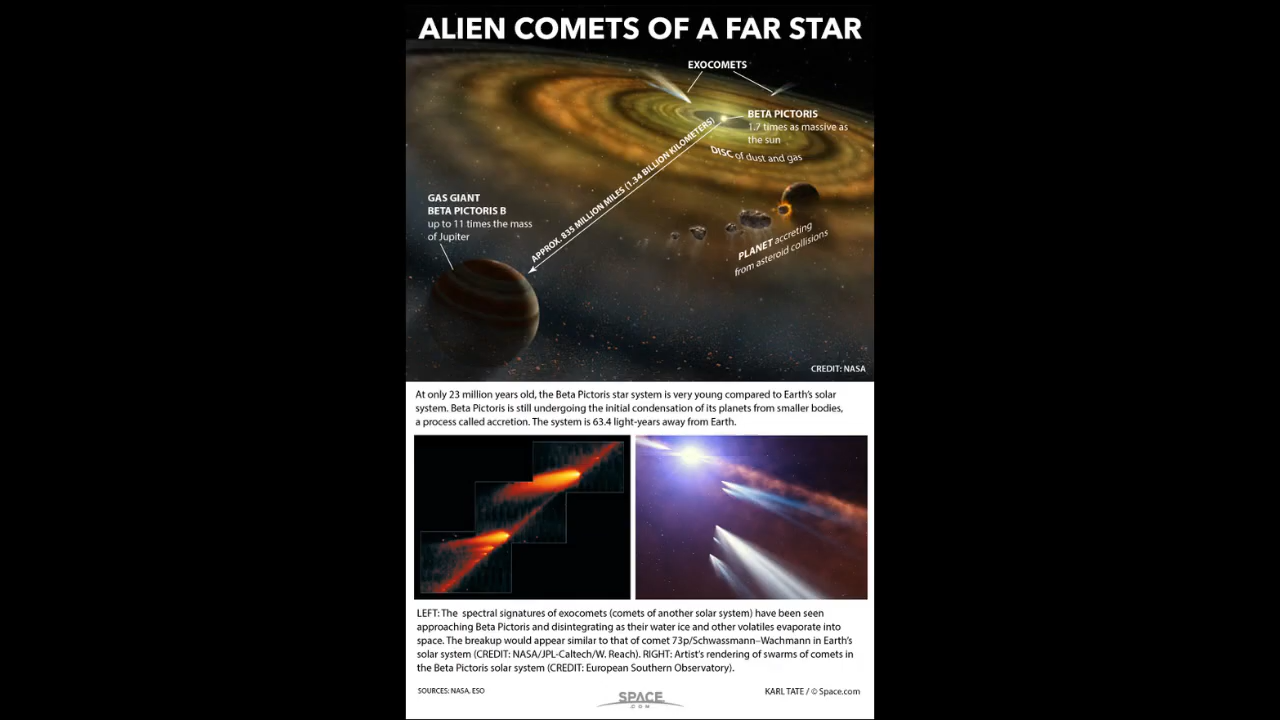 ALIEN COMETS OF A FAR STAR
EXOCOMETS
BETA PICTORIS
1.7 times as massive as
the sun
DISC of dust and gas
APPROX. 835 MILLION MILES (1.34 BILLION KILOMETERS)
GAS GIANT
BETA PICTORIS B
up to 11 times the mass
of Jupiter
PLANET accreting
from asteroid collisions
CREDIT: NASA
At only 23 million years old, the Beta Pictoris star system is very young compared to Earth's solar
system. Beta Pictoris is still undergoing the initial condensation of its planets from smaller bodies,
a process called accretion. The system is 63.4 light-years away from Earth.
LEFT: The spectral signatures of exocomets (comets of another solar system) have been seen
approaching Beta Pictoris and disintegrating as their water ice and other volatiles evaporate into
space. The breakup would appear similar to that of comet 73p/Schwassmann–Wachmann in Earth's
solar system (CREDIT: NASA/JPL-Caltech/W. Reach). RIGHT: Artist's rendering of swarms of comets in
the Beta Pictoris solar system (CREDIT: European Southern Observatory).
SOURCES: NASA, ESO
SPACE
.COM
KARL TATE / © Space.com